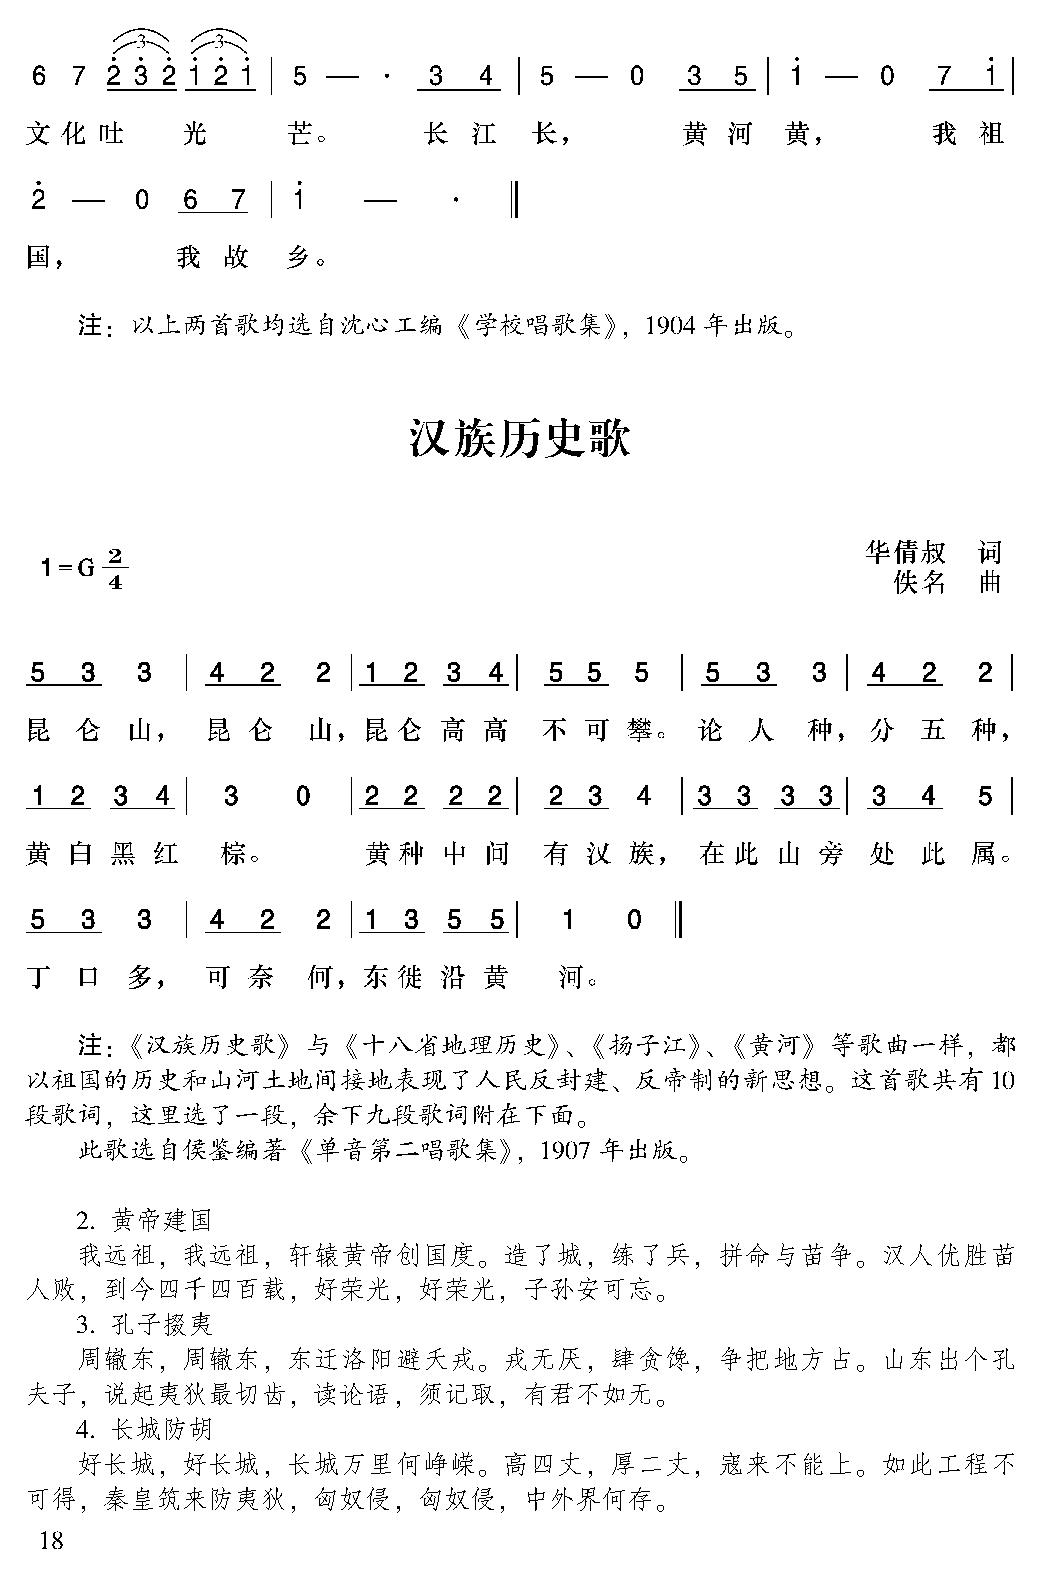 6 7 2 3 2 1 2 1 | 5 — · 3 4 | 5 — 0 3 5 | 1 — 0 7 1 |
文化吐 光 芒。 长江长， 黄河黄， 我祖
2 — 0 6 7 | 1 — · ‖
国， 我故乡。
注：以上两首歌均选自沈心工编《学校唱歌集》，1904 年出版。
汉族历史歌
1=G 2/4
华倩叔 词
佚名 曲
5 3 3 | 4 2 2 | 1 2 3 4 | 5 5 5 | 5 3 3 | 4 2 2 |
昆仑山，昆仑山，昆仑高高不可攀。论人种，分五种，
1 2 3 4 | 3 0 | 2 2 2 2 | 2 3 4 | 3 3 3 3 | 3 4 5 |
黄白黑红棕。 黄种中间有汉族，在此山旁处此属。
5 3 3 | 4 2 2 | 1 3 5 5 | 1 0 ‖
丁口多，可奈何，东徙沿黄河。
注：《汉族历史歌》与《十八省地理历史》、《扬子江》、《黄河》等歌曲一样，都
以祖国的历史和山河土地间接地表现了人民反封建、反帝制的新思想。这首歌共有 10
段歌词，这里选了一段，余下九段歌词附在下面。
此歌选自侯鉴编著《单音第二唱歌集》，1907 年出版。
2. 黄帝建国
我远祖，我远祖，轩辕黄帝创国度。造了城，练了兵，拼命与苗争。汉人优胜苗
人败，到今四千四百载，好荣光，好荣光，子孙安可忘。
3. 孔子掇夷
周辙东，周辙东，东迁洛阳避天戎。戎无厌，肆贪馋，争把地方占。山东出个孔
夫子，说起夷狄最切齿，读论语，须记取，有君不如无。
4. 长城防胡
好长城，好长城，长城万里何峥嵘。高四丈，厚二丈，寇来不能上。如此工程不
可得，秦皇筑来防夷狄，匈奴侵，匈奴侵，中外界何存。
18